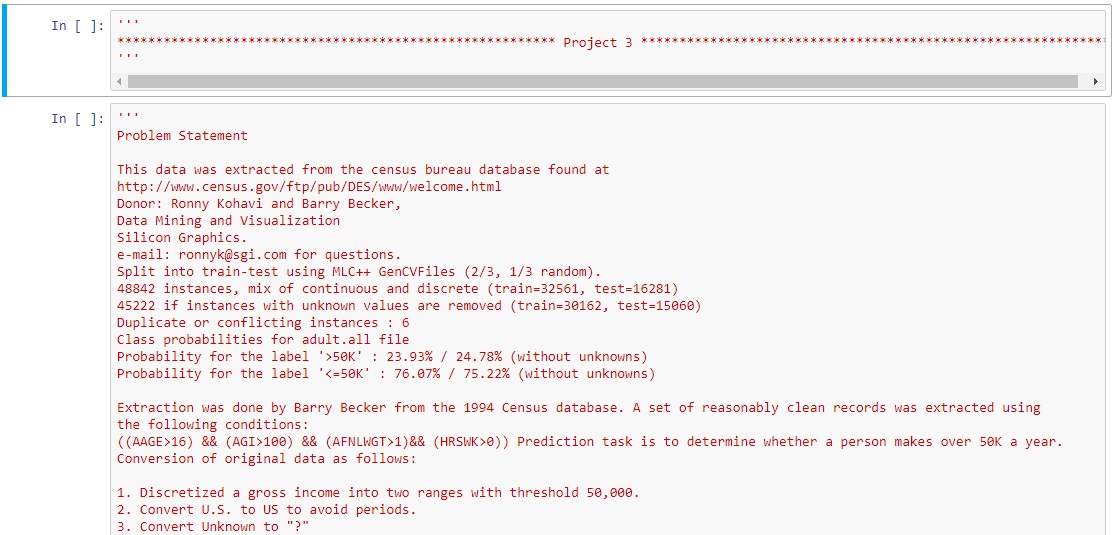 In [ ]:
'''
********************************************************* Project 3 ************************************************************
'''
In [ ]:
'''
Problem Statement
This data was extracted from the census bureau database found at
http://www.census.gov/ftp/pub/DES/www/welcome.html
Donor: Ronny Kohavi and Barry Becker,
Data Mining and Visualization
Silicon Graphics.
e-mail: ronnyk@sgi.com for questions.
Split into train-test using MLC++ GenCVFiles (2/3, 1/3 random).
48842 instances, mix of continuous and discrete (train=32561, test=16281)
45222 if instances with unknown values are removed (train=30162, test=15060)
Duplicate or conflicting instances : 6
Class probabilities for adult.all file
Probability for the label '>50K' : 23.93% / 24.78% (without unknowns)
Probability for the label '<=50K' : 76.07% / 75.22% (without unknowns)
Extraction was done by Barry Becker from the 1994 Census database. A set of reasonably clean records was extracted using
the following conditions:
((AAGE>16) && (AGI>100) && (AFNLWGT>1)&& (HRSWK>0)) Prediction task is to determine whether a person makes over 50K a year.
Conversion of original data as follows:
1. Discretized a gross income into two ranges with threshold 50,000.
2. Convert U.S. to US to avoid periods.
3. Convert Unknown to "?"